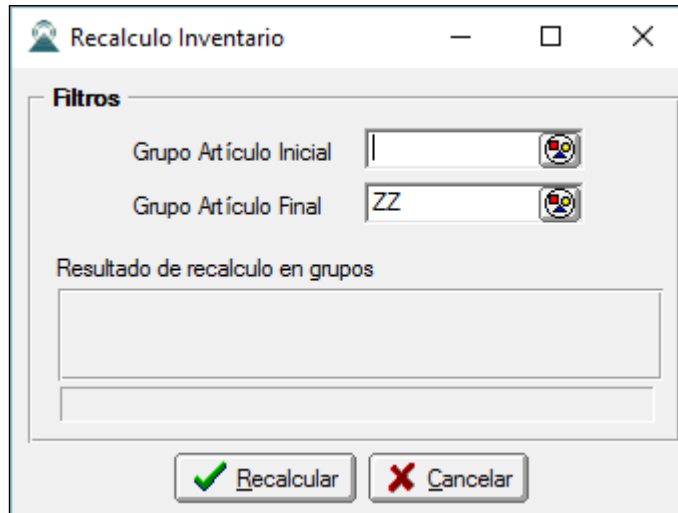 Recalculo Inventario
Filtros
Grupo Artículo Inicial
Grupo Artículo Final ZZ
Resultado de recalculo en grupos
Recalcular Cancelar